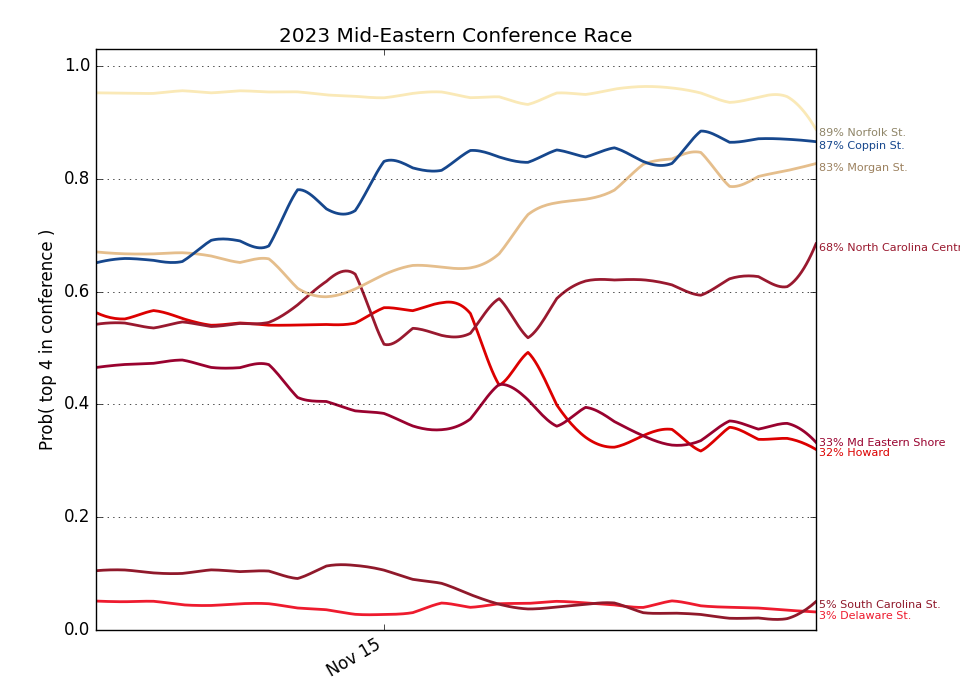 2023 Mid-Eastern Conference Race
1.0
0.8
0.6
0.4
0.2
0.0
Prob( top 4 in conference )
Nov 15
89% Norfolk St.
87% Coppin St.
83% Morgan St.
68% North Carolina Centr
33% Md Eastern Shore
32% Howard
5% South Carolina St.
3% Delaware St.